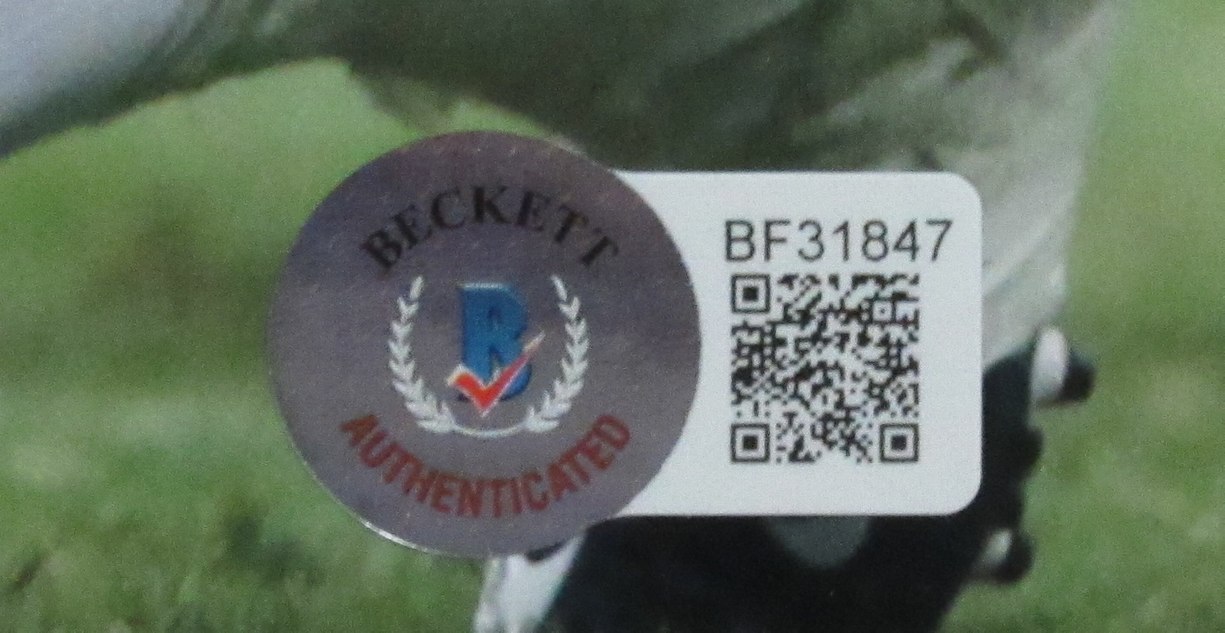 BECKETT
B
AUTHENTICATED
BF31847